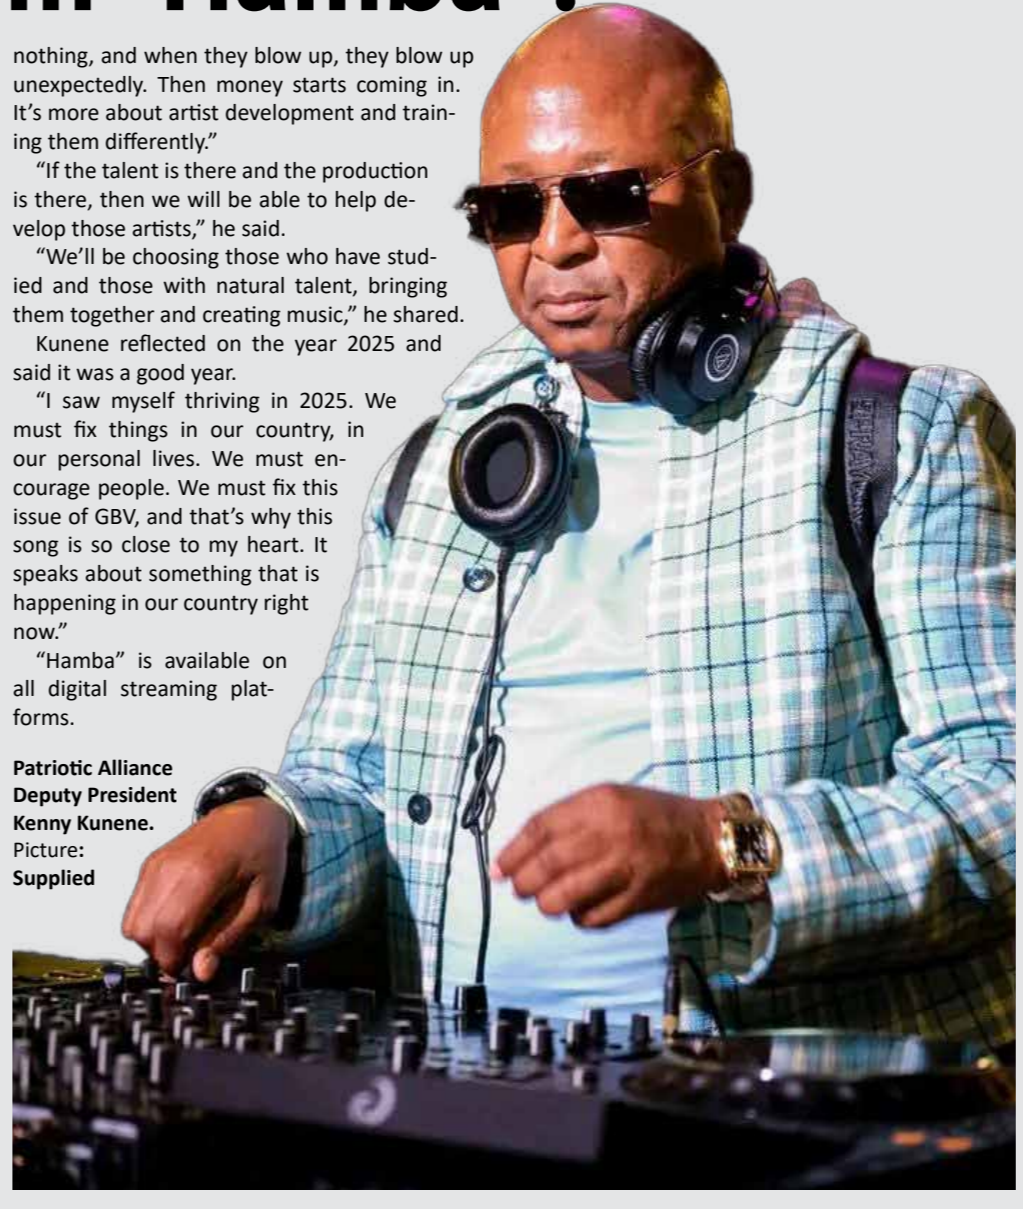 in "Hamba".
nothing, and when they blow up, they blow up
unexpectedly. Then money starts coming in.
It's more about artist development and train-
ing them differently.”
“If the talent is there and the production
is there, then we will be able to help de-
velop those artists,” he said.
“We’ll be choosing those who have stud-
ied and those with natural talent, bringing
them together and creating music,” he shared.
Kunene reflected on the year 2025 and
said it was a good year.
“I saw myself thriving in 2025. We
must fix things in our country, in
our personal lives. We must en-
courage people. We must fix this
issue of GBV, and that’s why this
song is so close to my heart. It
speaks about something that is
happening in our country right
now.”
“Hamba” is available on
all digital streaming plat-
forms.
Patriotic Alliance
Deputy President
Kenny Kunene.
Picture:
Supplied